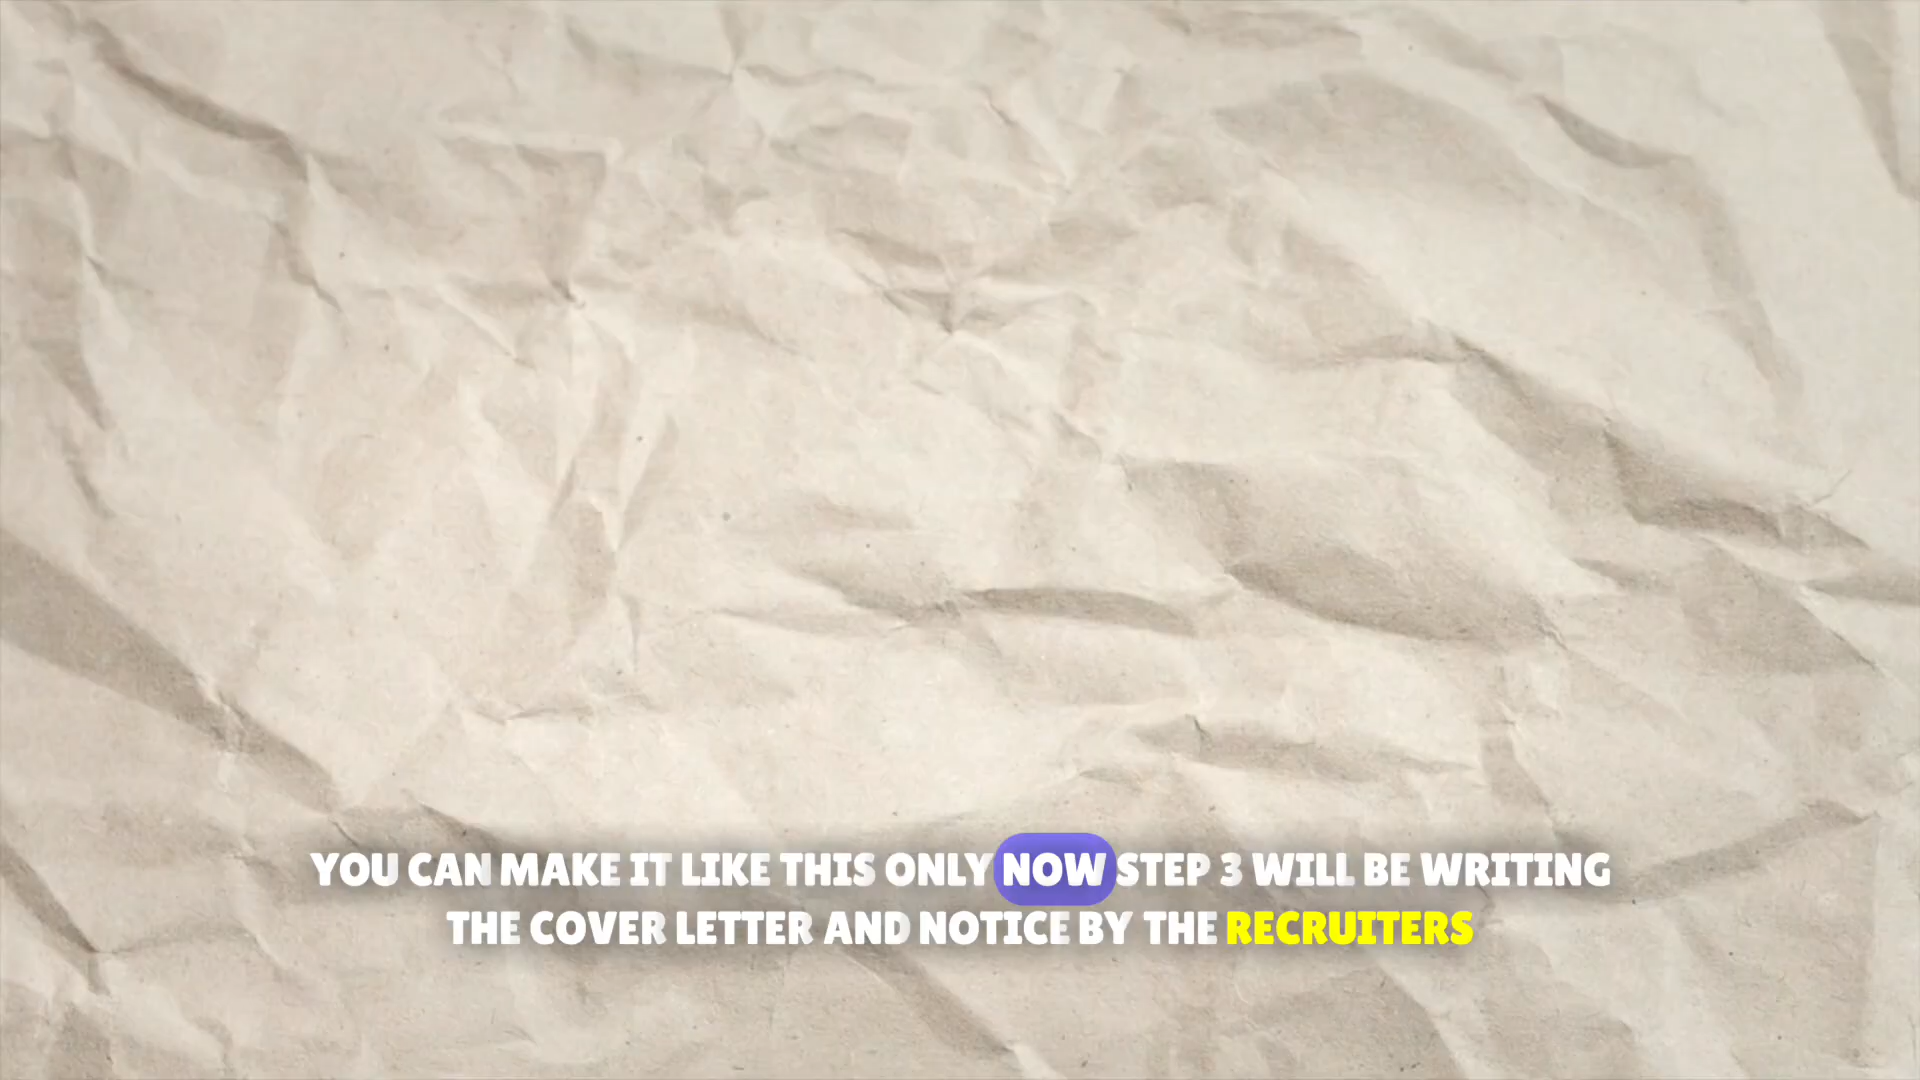 YOU CAN MAKE IT LIKE THIS ONLY NOW STEP 3 WILL BE WRITING
THE COVER LETTER AND NOTICE BY THE RECRUITERS